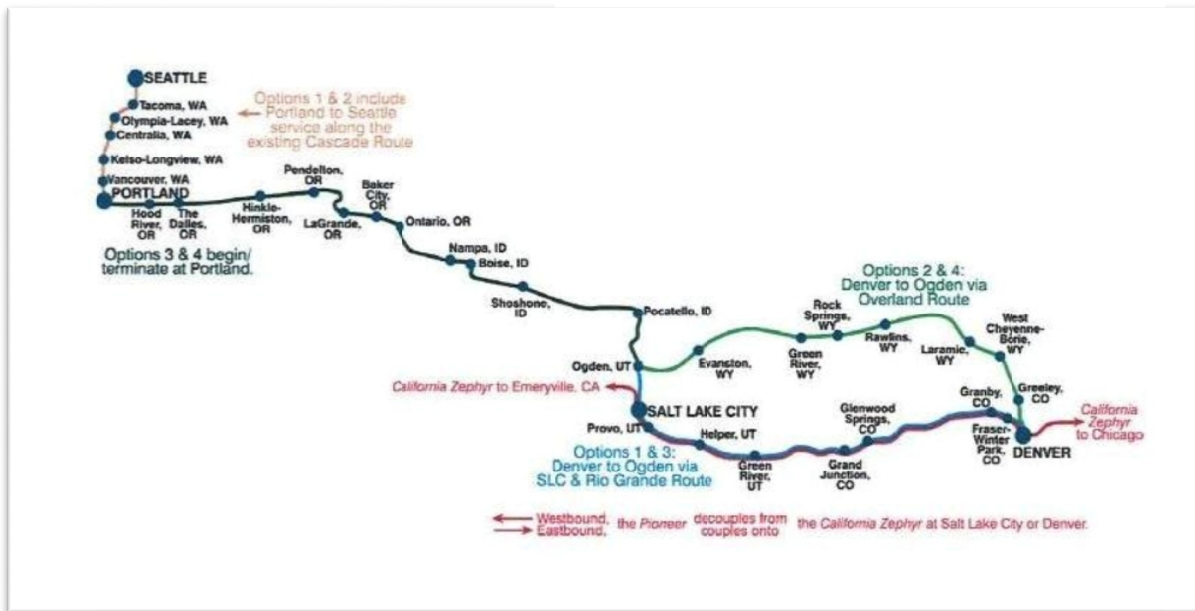 SEATTLE
Tacoma, WA
Olympia-Lacey, WA
Centralia, WA
Kelso-Longview, WA
Vancouver, WA
PORTLAND
Options 1 & 2 include
Portland to Seattle
service along the
existing Cascade Route
Hood
River,
OR
The
Dalles,
OR
Hinkle-
Hermiston,
OR
Pendelton,
OR
LaGrande,
OR
Baker
City,
OR
Ontario, OR
Options 3 & 4 begin/
terminate at Portland.
Nampa, ID
Boise, ID
Shoshone,
ID
Pocatello, ID
Ogden, UT
Evanston,
WY
Green
River,
WY
Rock
Springs,
WY
Rawlins,
WY
Laramie,
WY
West
Cheyenne-
Borie,
WY
Greeley,
CO
Options 2 & 4:
Denver to Ogden via
Overland Route
California Zephyr to Emeryville, CA
SALT LAKE CITY
Provo, UT
Helper, UT
Green
River,
UT
Grand
Junction,
CO
Glenwood
Springs,
CO
Granby,
CO
Fraser-
Winter
Park,
CO
DENVER
California
Zephyr
to Chicago
Options 1 & 3:
Denver to Ogden via
SLC & Rio Grande Route
Westbound, the Pioneer decouples from the California Zephyr at Salt Lake City or Denver.
Eastbound, couples onto